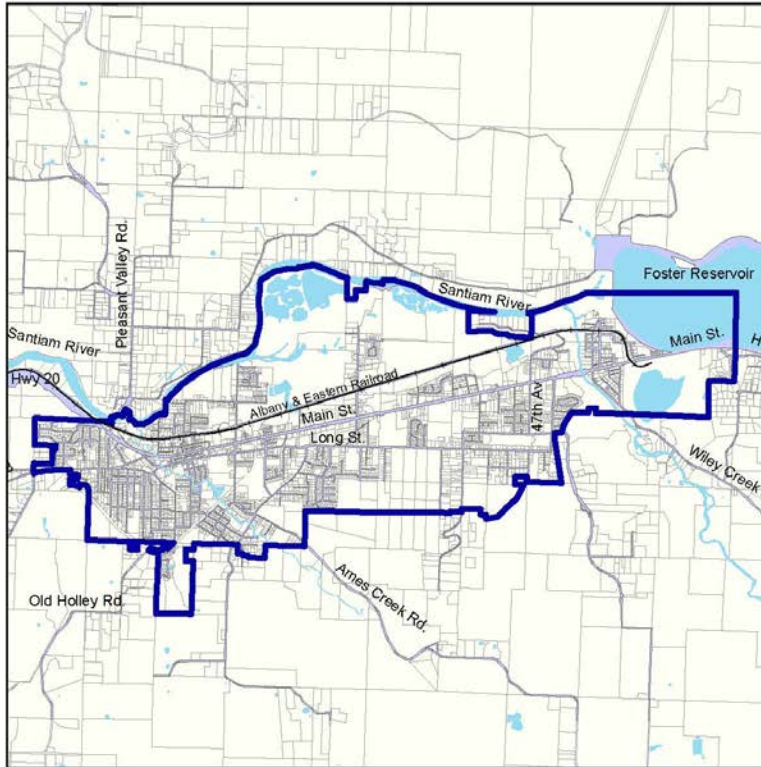 Pleasant Valley Rd.
Foster Reservoir
Santiam River
Santiam River
Main St.
H
Hwy 20
Albany & Eastern Railroad
Main St.
47th Av
Long St.
Wiley Creek
Ames Creek Rd.
Old Holley Rd.